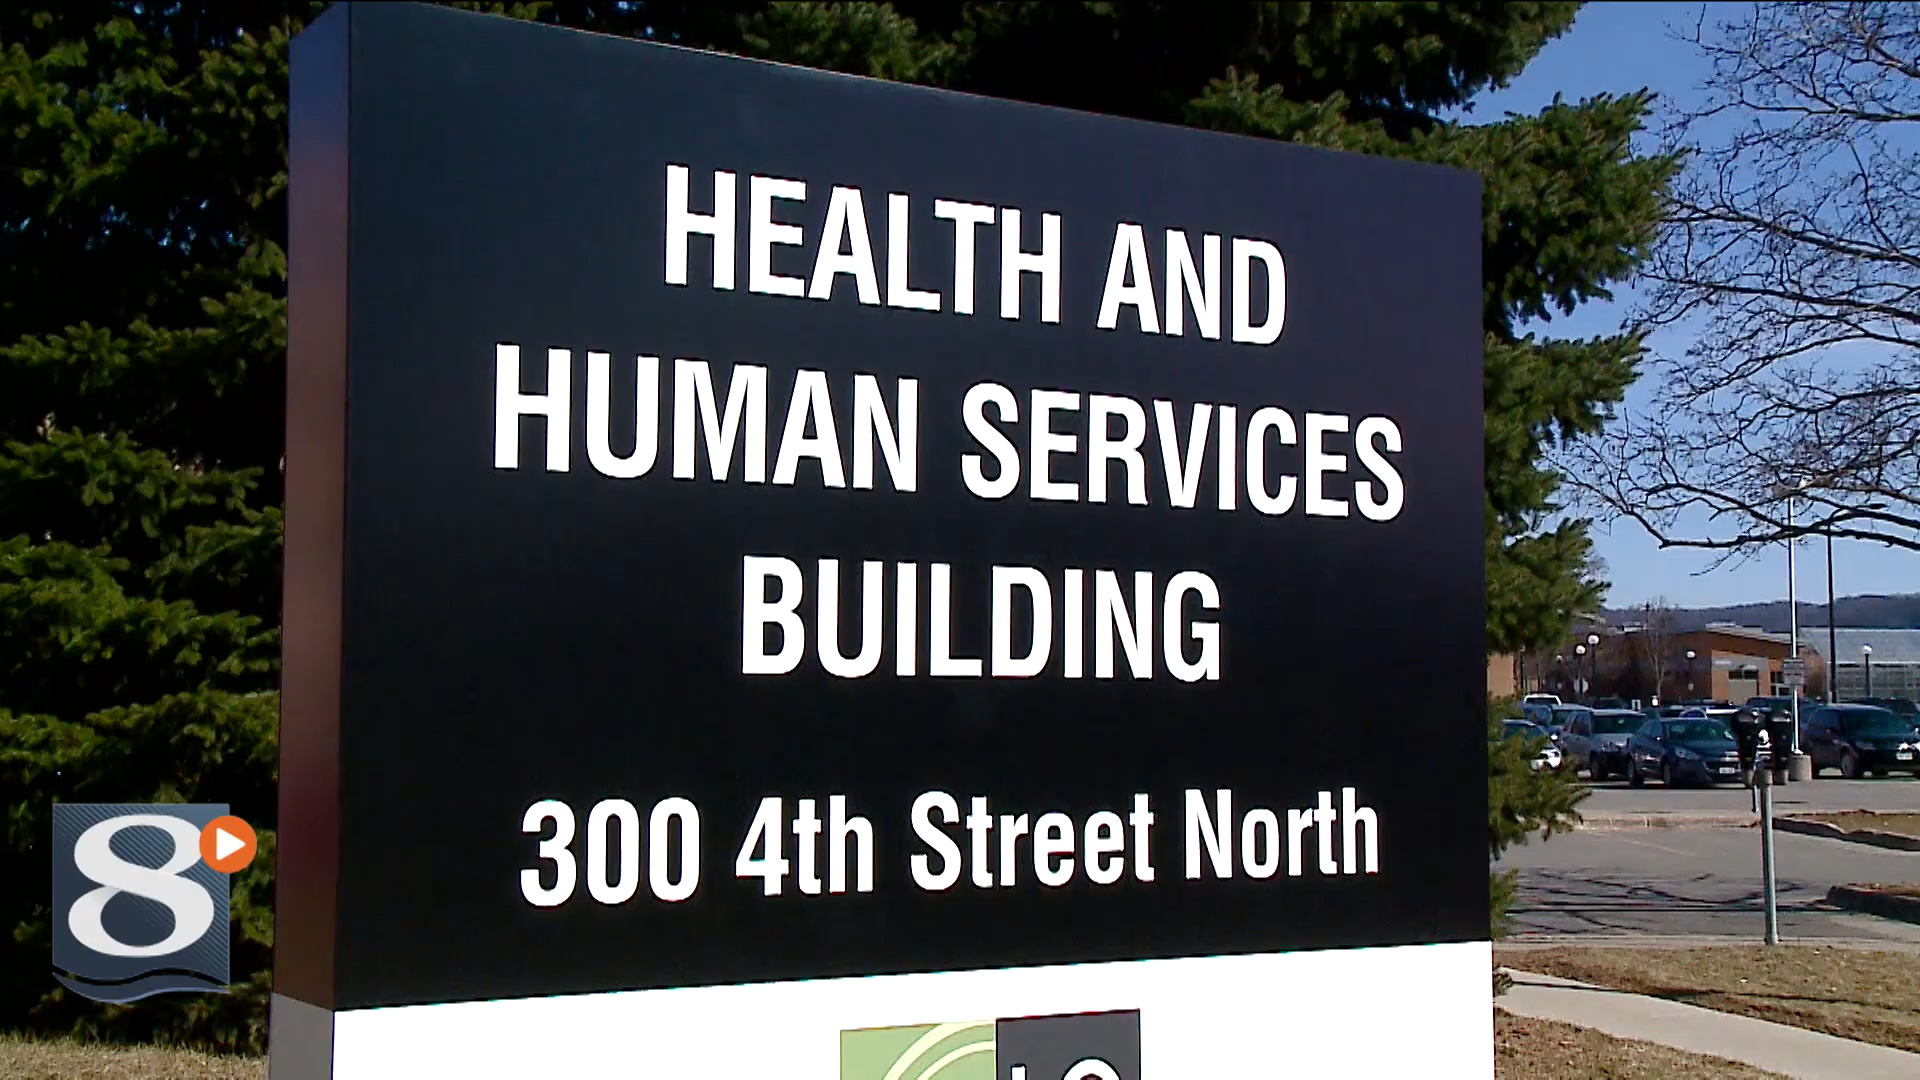 HEALTH AND
HUMAN SERVICES
BUILDING
300 4th Street North
8